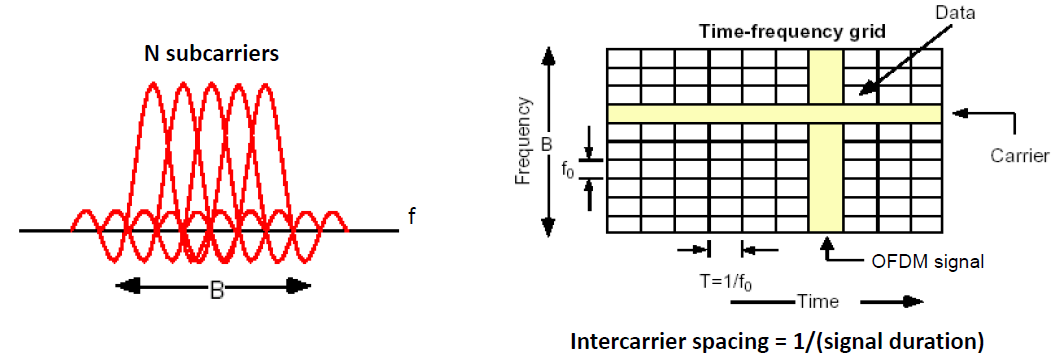 N subcarriers
f
B
Time-frequency grid
Data
Frequency
B
f₀
Carrier
T=1/f₀
OFDM signal
Time
Intercarrier spacing = 1/(signal duration)